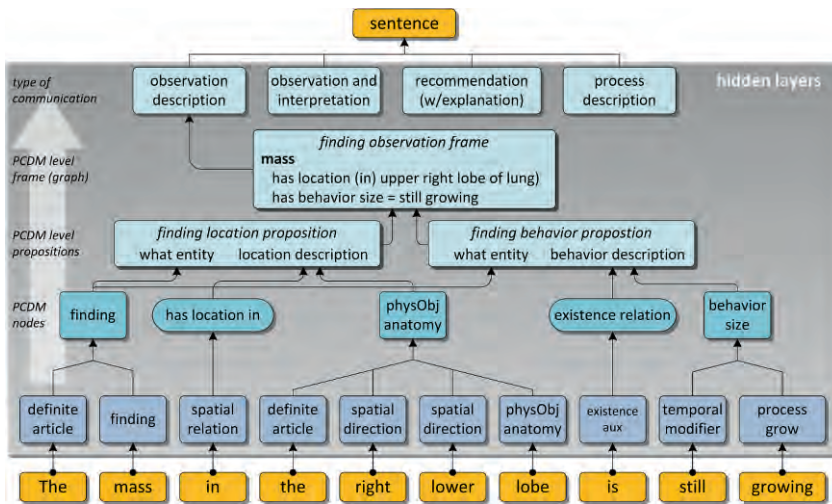 sentence
hidden layers
type of
communication
observation
description
observation and
interpretation
recommendation
(w/explanation)
process
description
PCDM level
frame (graph)
finding observation frame
mass
has location (in) upper right lobe of lung)
has behavior size = still growing
PCDM level
propositions
finding location proposition
what entity location description
finding behavior propostion
what entity behavior description
PCDM
nodes
finding
has location in
physObj
anatomy
existence relation
behavior
size
definite
article
finding
spatial
relation
definite
article
spatial
direction
spatial
direction
physObj
anatomy
existence
aux
temporal
modifier
process
grow
The mass in the right lower lobe is still growing